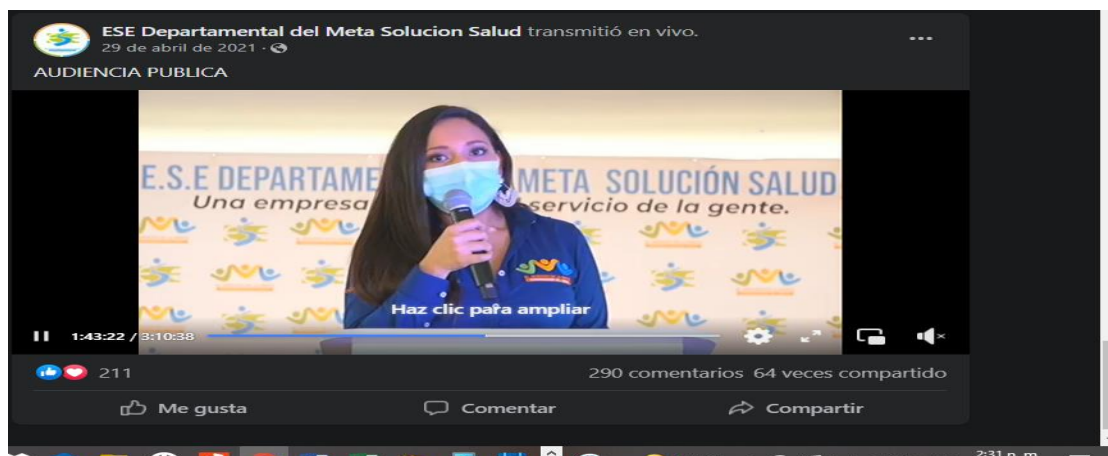 ESE Departamental del Meta Solucion Salud transmitió en vivo.
29 de abril de 2021 ·
AUDIENCIA PUBLICA
E.S.E DEPARTAME META SOLUCIÓN SALUD
Una empresa servicio de la gente.
Haz clic para ampliar
1:43:22 / 3:10:38
211
290 comentarios 64 veces compartido
Me gusta
Comentar
Compartir
2:31 p. m.